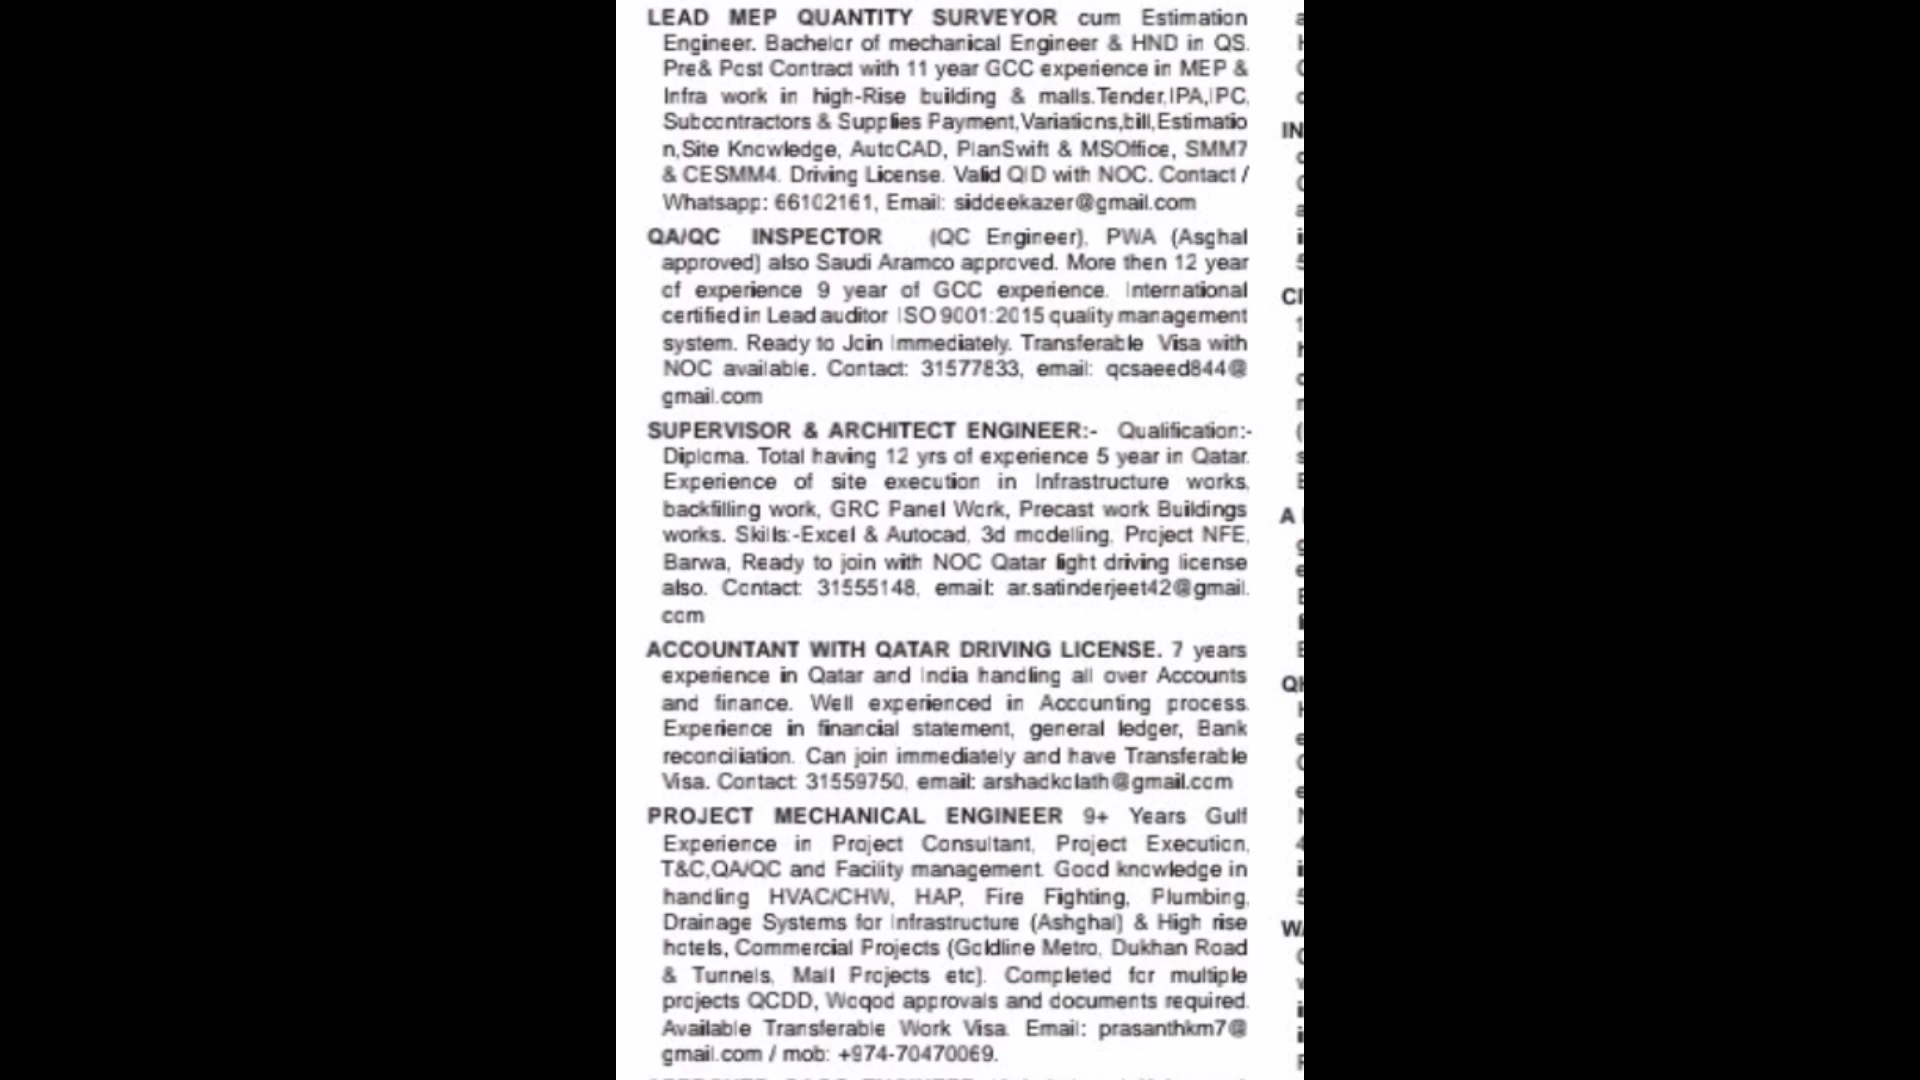 LEAD MEP QUANTITY SURVEYOR cum Estimation
Engineer. Bachelor of mechanical Engineer & HND in QS.
Pre& Post Contract with 11 year GCC experience in MEP &
Infra work in high-Rise building & malls.Tender,IPA,IPC,
Subcontractors & Supplies Payment,Variations,bill,Estimatio
n,Site Knowledge, AutoCAD, PlanSwift & MSOffice, SMM7
& CESMM4. Driving License. Valid QID with NOC. Contact /
Whatsapp: 66102161, Email: siddeekazer@gmail.com
QA/QC INSPECTOR (QC Engineer), PWA (Asghal
approved) also Saudi Aramco approved. More then 12 year
of experience 9 year of GCC experience. International
certified in Lead auditor ISO 9001:2015 quality management
system. Ready to Join Immediately. Transferable Visa with
NOC available. Contact: 31577833, email: qcsaeed844@
gmail.com
SUPERVISOR & ARCHITECT ENGINEER:- Qualification:-
Diploma. Total having 12 yrs of experience 5 year in Qatar.
Experience of site execution in Infrastructure works,
backfilling work, GRC Panel Work, Precast work Buildings
works. Skills:-Excel & Autocad, 3d modelling. Project NFE,
Barwa, Ready to join with NOC Qatar light driving license
also. Contact: 31555148, email: ar.satinderjeet42@gmail.
com
ACCOUNTANT WITH QATAR DRIVING LICENSE. 7 years
experience in Qatar and India handling all over Accounts
and finance. Well experienced in Accounting process.
Experience in financial statement, general ledger, Bank
reconciliation. Can join immediately and have Transferable
Visa. Contact: 31559750, email: arshadkolath@gmail.com
PROJECT MECHANICAL ENGINEER 9+ Years Gulf
Experience in Project Consultant, Project Execution,
T&C,QA/QC and Facility management. Good knowledge in
handling HVAC/CHW, HAP, Fire Fighting, Plumbing,
Drainage Systems for Infrastructure (Ashghal) & High rise
hotels, Commercial Projects (Goldline Metro, Dukhan Road
& Tunnels, Mall Projects etc). Completed for multiple
projects QCDD, Woqod approvals and documents required.
Available Transferable Work Visa. Email: prasanthkm7@
gmail.com / mob: +974-70470069.